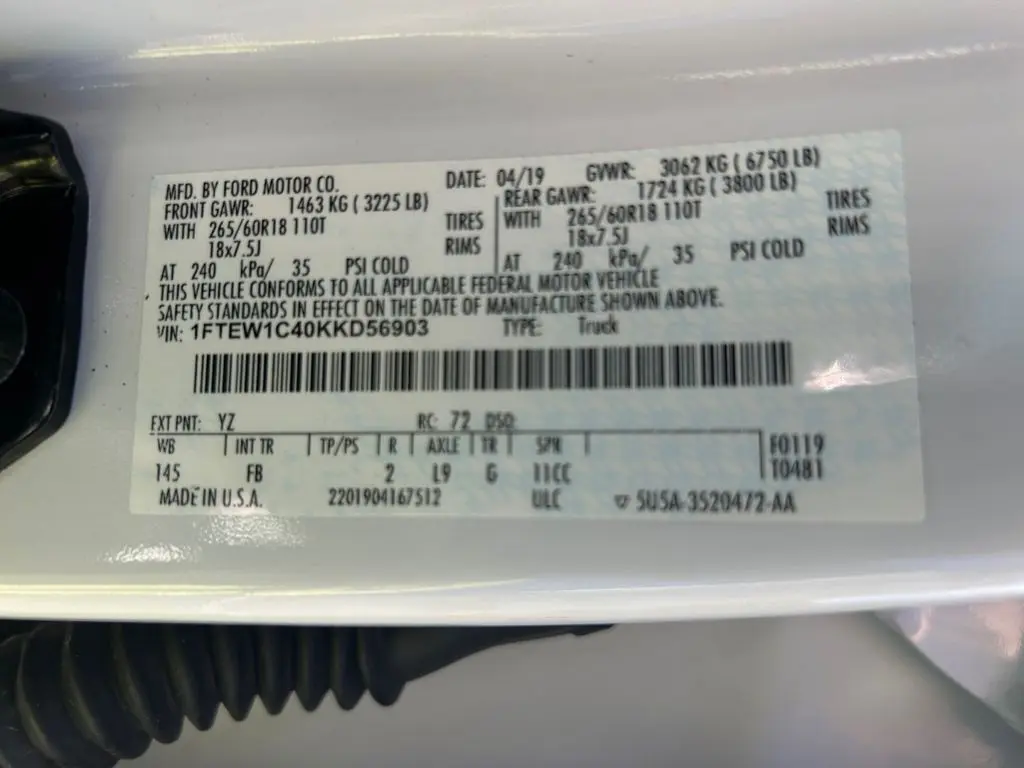 MFD. BY FORD MOTOR CO. DATE: 04/19 GVWR: 3062 KG ( 6750 LB)
FRONT GAWR: 1463 KG ( 3225 LB) REAR GAWR: 1724 KG ( 3800 LB)
WITH 265/60R18 110T TIRES WITH 265/60R18 110T TIRES
18x7.5J RIMS 18x7.5J RIMS
AT 240 kPa/ 35 PSI COLD AT 240 kPa/ 35 PSI COLD
THIS VEHICLE CONFORMS TO ALL APPLICABLE FEDERAL MOTOR VEHICLE
SAFETY STANDARDS IN EFFECT ON THE DATE OF MANUFACTURE SHOWN ABOVE.
VIN: 1FTEW1C40KKD56903 TYPE: Truck
EXT PNT: YZ RC: 72 DSO:
WB INT TR TP/PS R AXLE TR SPR F0119
145 FB 2 L9 G 11CC T0481
MADE IN U.S.A. 2201904167512 ULC 5U5A-3520472-AA